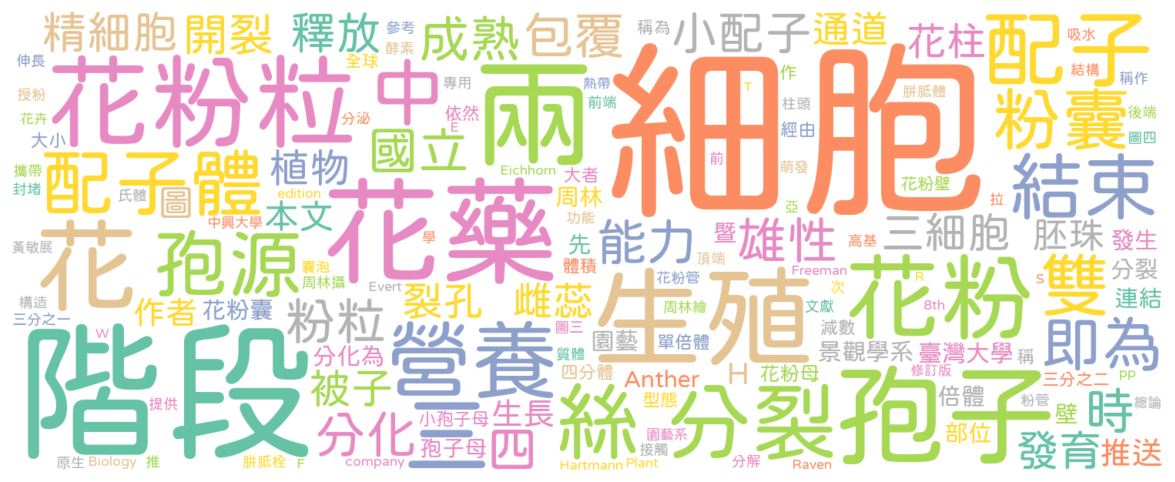 精細胞 開裂 釋放 參考 成熟 包覆 稱為 小配子 通道 花柱 配子 吸水
伸長 酵素 全球 專用 熱帶 作 T 結構 稱作
授粉 花粉粒 中 兩 細胞 柱頭 胼胝體 粉囊 後端
花卉 分泌 依然 前端 經由 圖四
大小 E
攜帶 配子體 植物 國立 Eichhorn 大者 前 萌發 花粉壁 結束
封堵 氏體 圖 edition 周林 亞 拉
中興大學 本文 花藥 功能 暨 雄性 三細胞 胚珠 發生
黃敏展 花 孢源 學 先 能力 高基
囊泡 體積 頂端 分裂
周林攝 Evert Freeman 花粉管 次 花粉 R S 雙 連結
構造 作者 花粉囊 裂孔 雌蕊 生殖 周林繪 文獻 8th
三分之一 粉粒 圖三 減數 即為
W 階段 營養 質體 園藝 單倍體 景觀學系 臺灣大學 稱
分化為 四分體 修訂版
提供 被子 Anther H 花粉母 倍體 三分之二 pp
分化 小孢子母 生長 型態 絲 分裂 孢子 粉管 壁 時 總論
三 孢子母 四 園藝系 部位
原生 Biology 推 胼胝栓 F company 接觸 發育 推送
Hartmann Plant 分解 Raven